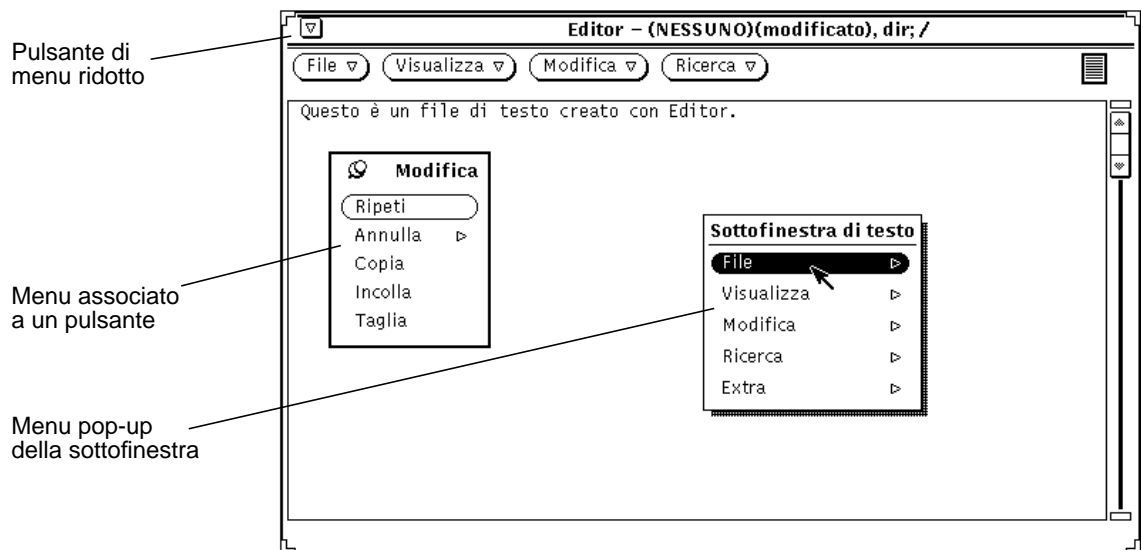 Editor – (NESSUNO)(modificato), dir; /
Pulsante di
menu ridotto
File Visualizza Modifica Ricerca
Questo è un file di testo creato con Editor.
Modifica
Ripeti
Annulla
Copia
Incolla
Taglia
Sottofinestra di testo
File
Visualizza
Modifica
Ricerca
Extra
Menu associato
a un pulsante
Menu pop-up
della sottofinestra